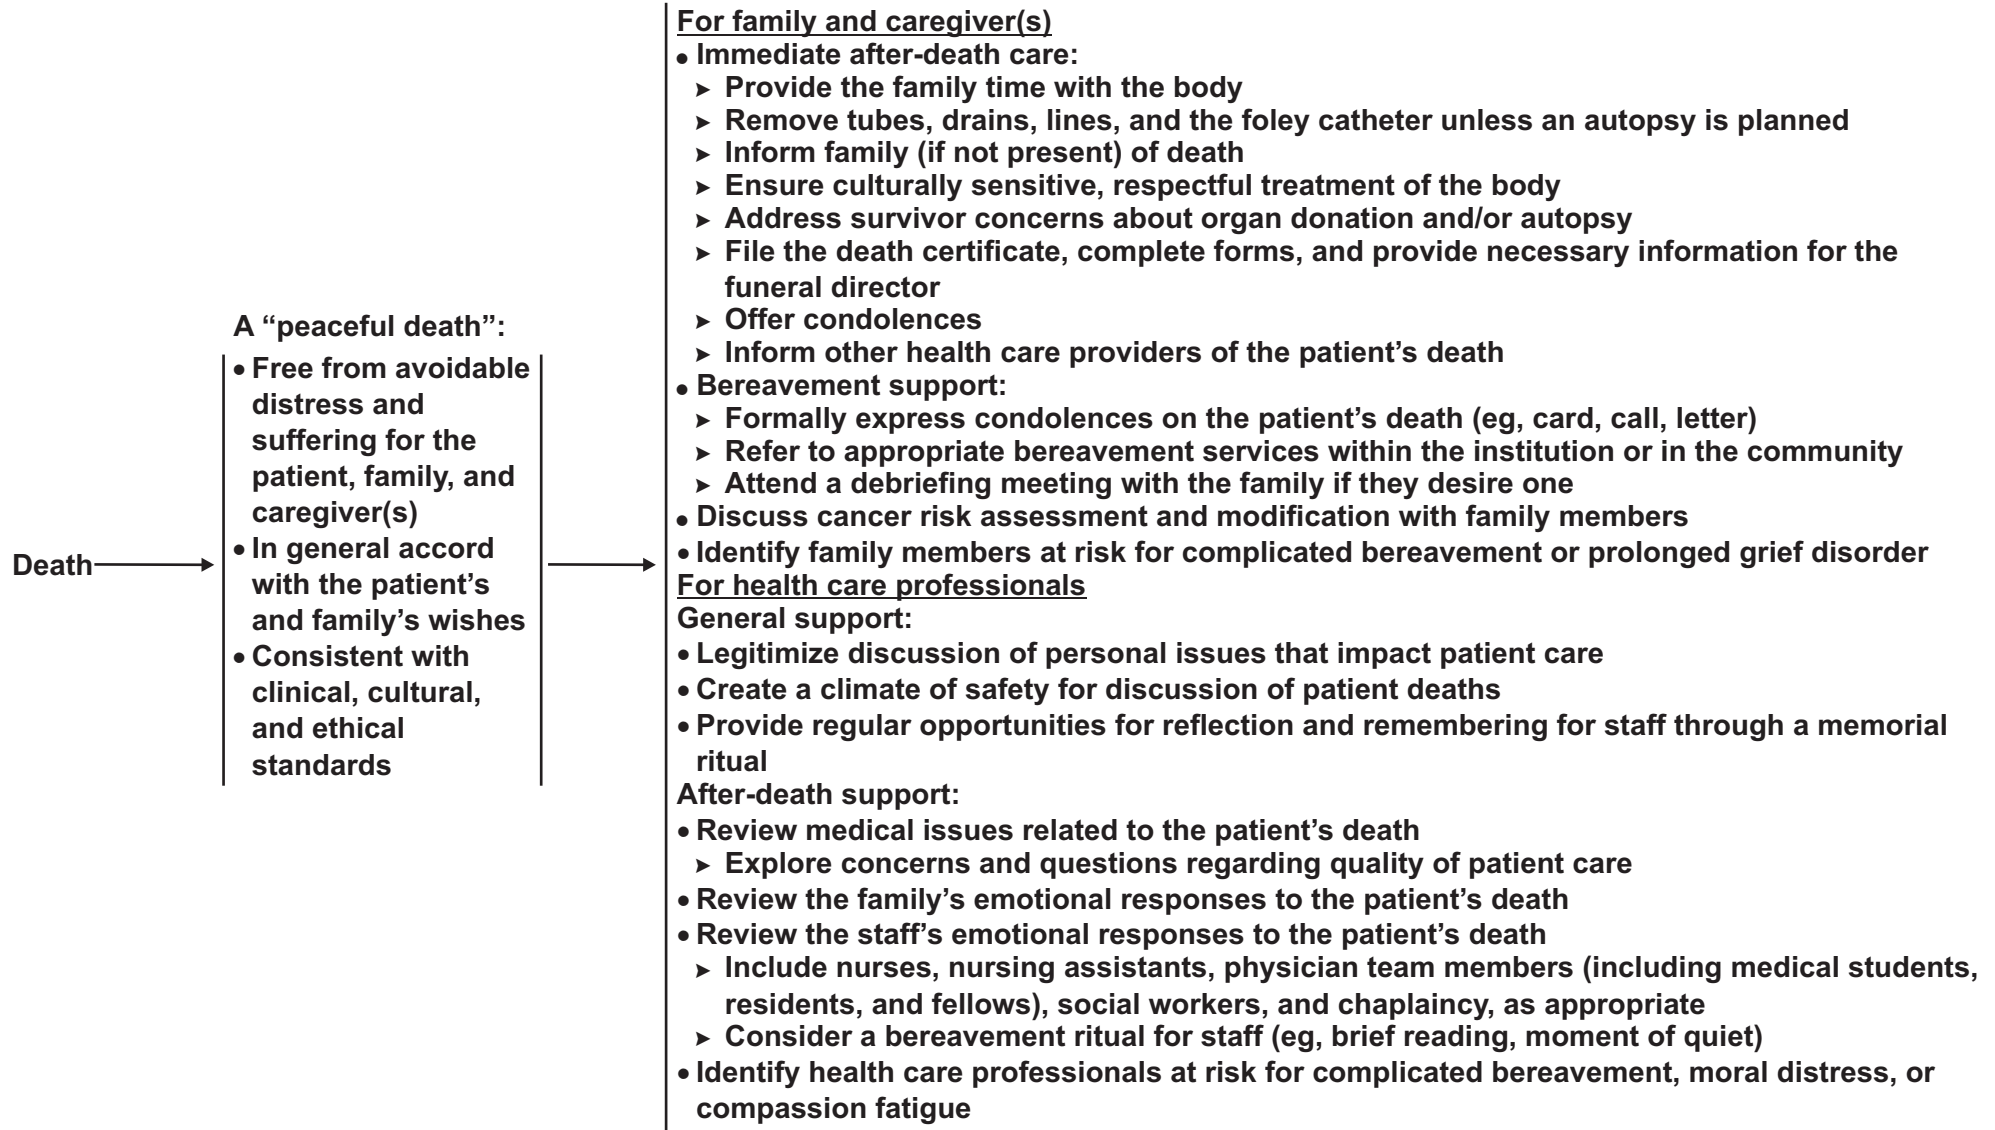 Death
A “peaceful death”:
• Free from avoidable
distress and
suffering for the
patient, family, and
caregiver(s)
• In general accord
with the patient’s
and family’s wishes
• Consistent with
clinical, cultural,
and ethical
standards
For family and caregiver(s)
• Immediate after-death care:
➤ Provide the family time with the body
➤ Remove tubes, drains, lines, and the foley catheter unless an autopsy is planned
➤ Inform family (if not present) of death
➤ Ensure culturally sensitive, respectful treatment of the body
➤ Address survivor concerns about organ donation and/or autopsy
➤ File the death certificate, complete forms, and provide necessary information for the
funeral director
➤ Offer condolences
➤ Inform other health care providers of the patient’s death
• Bereavement support:
➤ Formally express condolences on the patient’s death (eg, card, call, letter)
➤ Refer to appropriate bereavement services within the institution or in the community
➤ Attend a debriefing meeting with the family if they desire one
• Discuss cancer risk assessment and modification with family members
• Identify family members at risk for complicated bereavement or prolonged grief disorder
For health care professionals
General support:
• Legitimize discussion of personal issues that impact patient care
• Create a climate of safety for discussion of patient deaths
• Provide regular opportunities for reflection and remembering for staff through a memorial
ritual
After-death support:
• Review medical issues related to the patient’s death
➤ Explore concerns and questions regarding quality of patient care
• Review the family’s emotional responses to the patient’s death
• Review the staff’s emotional responses to the patient’s death
➤ Include nurses, nursing assistants, physician team members (including medical students,
residents, and fellows), social workers, and chaplaincy, as appropriate
➤ Consider a bereavement ritual for staff (eg, brief reading, moment of quiet)
• Identify health care professionals at risk for complicated bereavement, moral distress, or
compassion fatigue